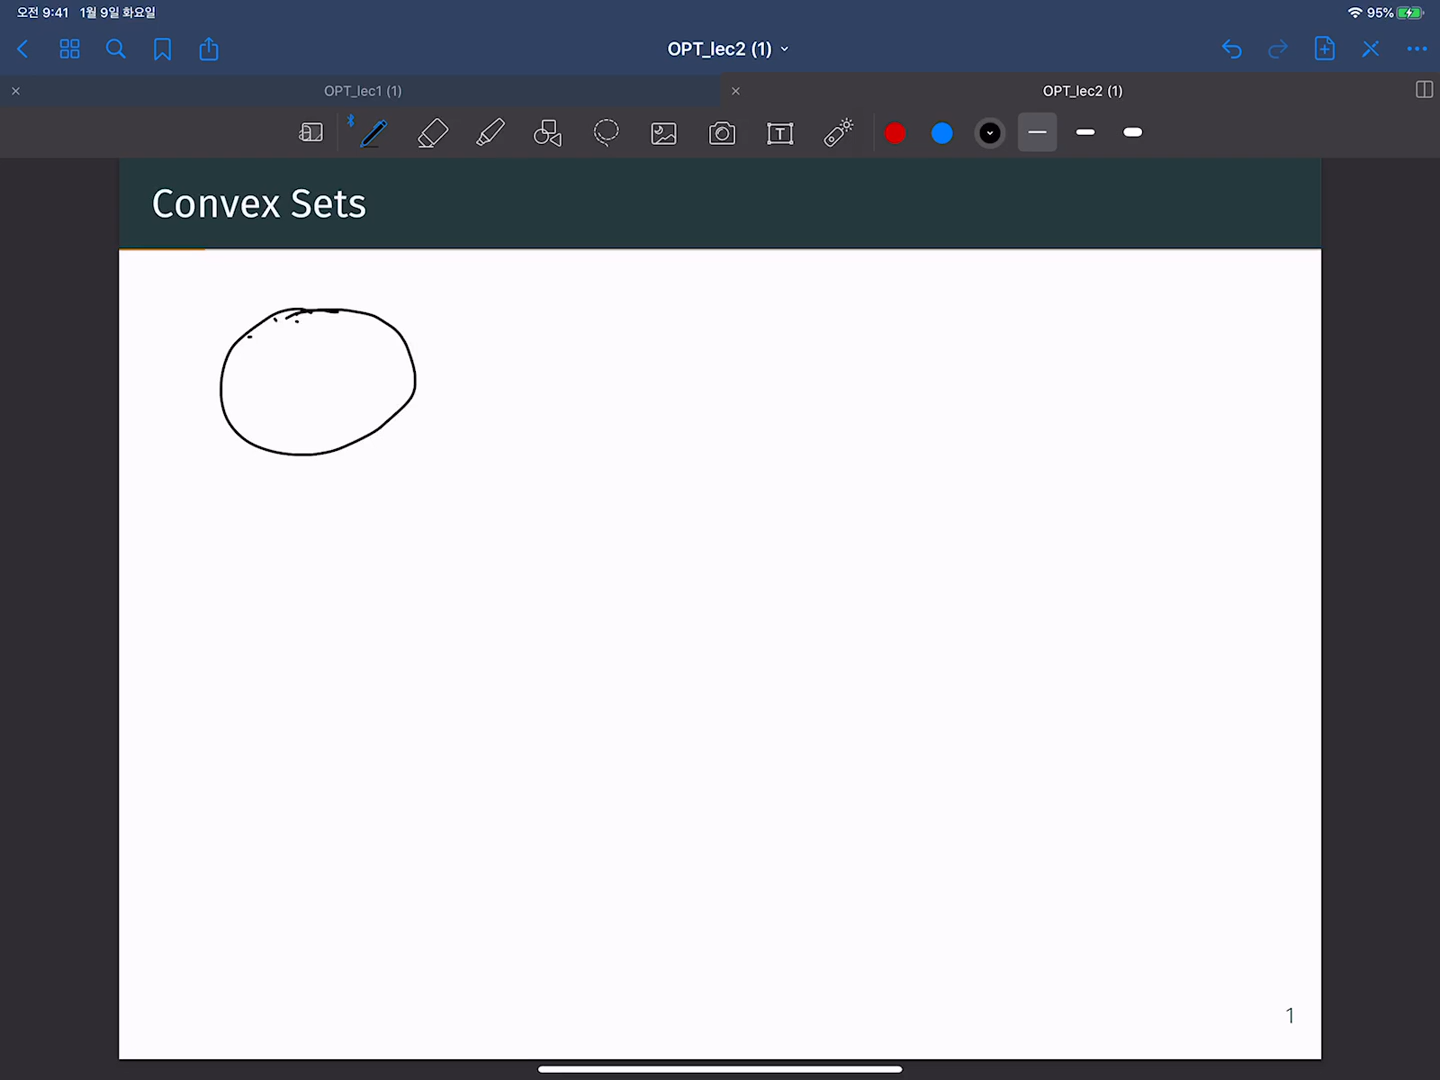 오전 9:41 1월 9일 화요일
95%
OPT_lec2 (1)
OPT_lec1 (1)
OPT_lec2 (1)
T
Convex Sets
1